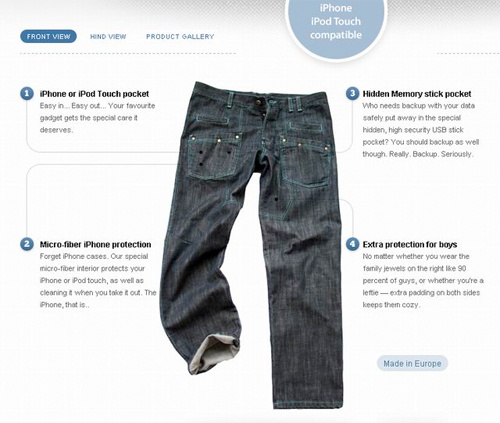 iPhone
iPod Touch
compatible
FRONT VIEW
HIND VIEW
PRODUCT GALLERY
1 iPhone or iPod Touch pocket
Easy in... Easy out... Your favourite
gadget gets the special care it
deserves.
3 Hidden Memory stick pocket
Who needs backup with your data
safely put away in the special
hidden, high security USB stick
pocket? You should backup as well
though. Really. Backup. Seriously.
2 Micro-fiber iPhone protection
Forget iPhone cases. Our special
micro-fiber interior protects your
iPhone or iPod touch, as well as
cleaning it when you take it out. The
iPhone, that is..
4 Extra protection for boys
No matter whether you wear the
family jewels on the right like 90
percent of guys, or whether you're a
leftie — extra padding on both sides
keeps them cozy.
Made in Europe